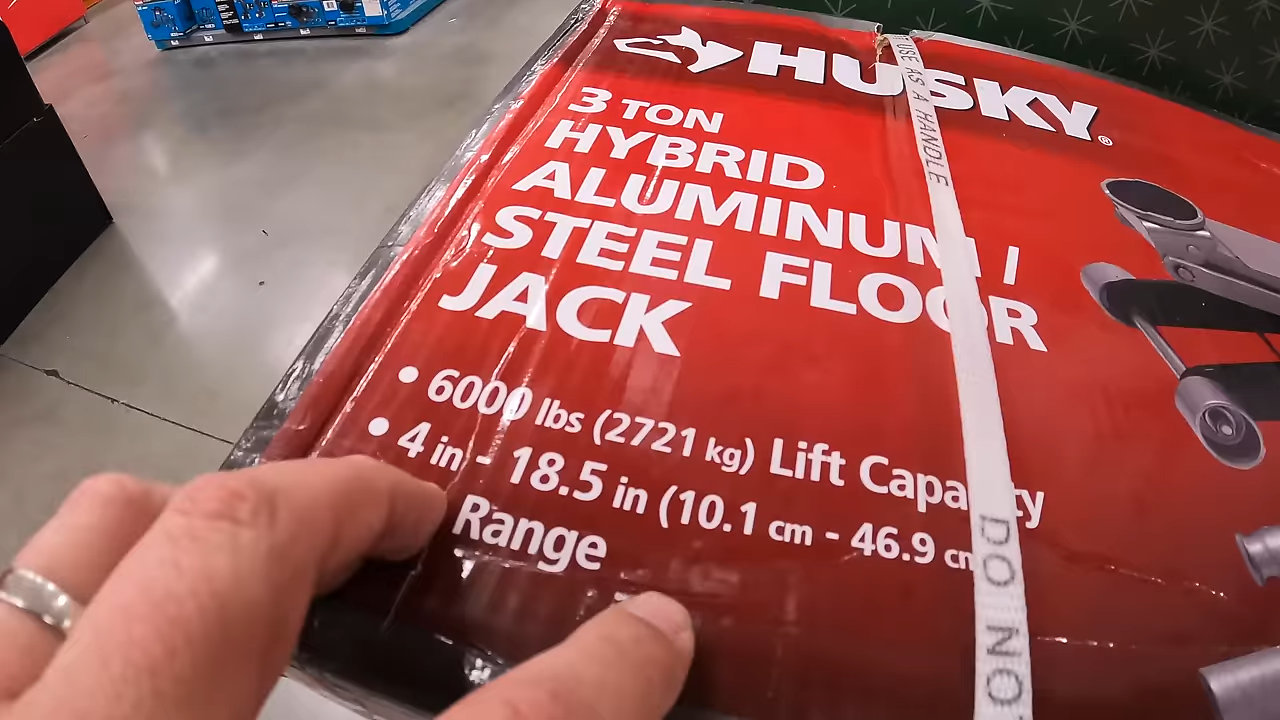 HUSKY®
3 TON
HYBRID
ALUMINUM /
STEEL FLOOR
JACK
• 6000 lbs (2721 kg) Lift Capacity
• 4 in - 18.5 in (10.1 cm - 46.9 cm
Range
USE AS A HANDLE
DO NOT